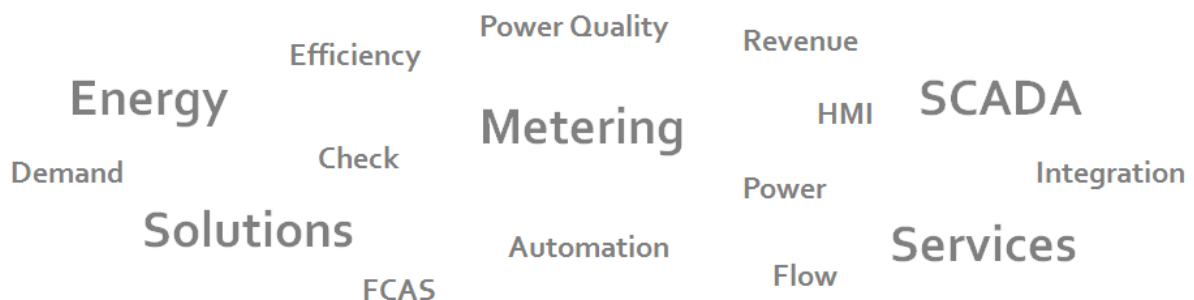 Power Quality
Revenue
Efficiency
Energy
SCADA
HMI
Metering
Check
Demand
Integration
Power
Solutions
Services
Automation
Flow
FCAS